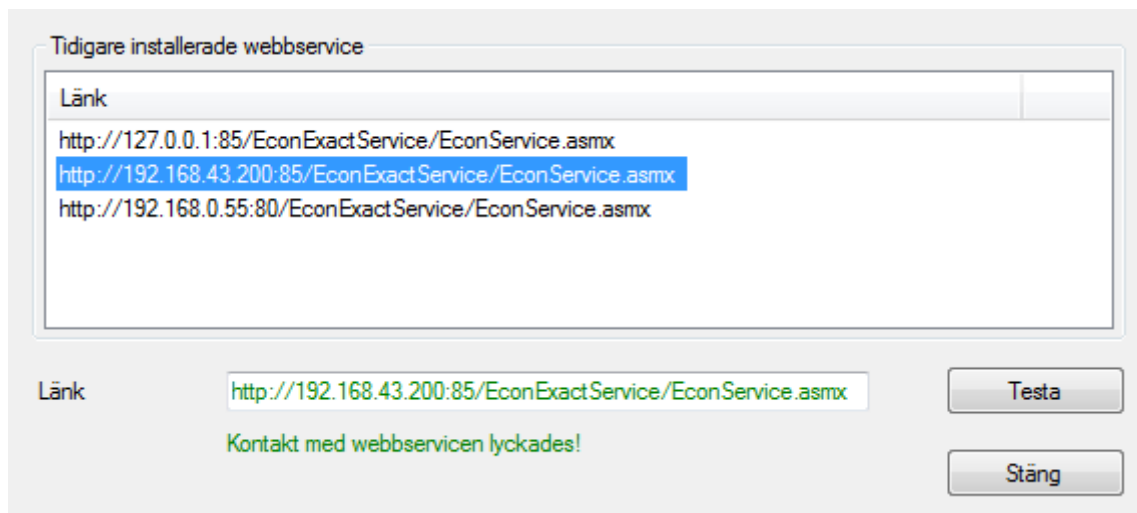 Tidigare installerade webbservice
Länk
http://127.0.0.1:85/EconExactService/EconService.asmx
http://192.168.43.200:85/EconExactService/EconService.asmx
http://192.168.0.55:80/EconExactService/EconService.asmx
Länk http://192.168.43.200:85/EconExactService/EconService.asmx Testa
Kontakt med webbservicen lyckades!
Stäng